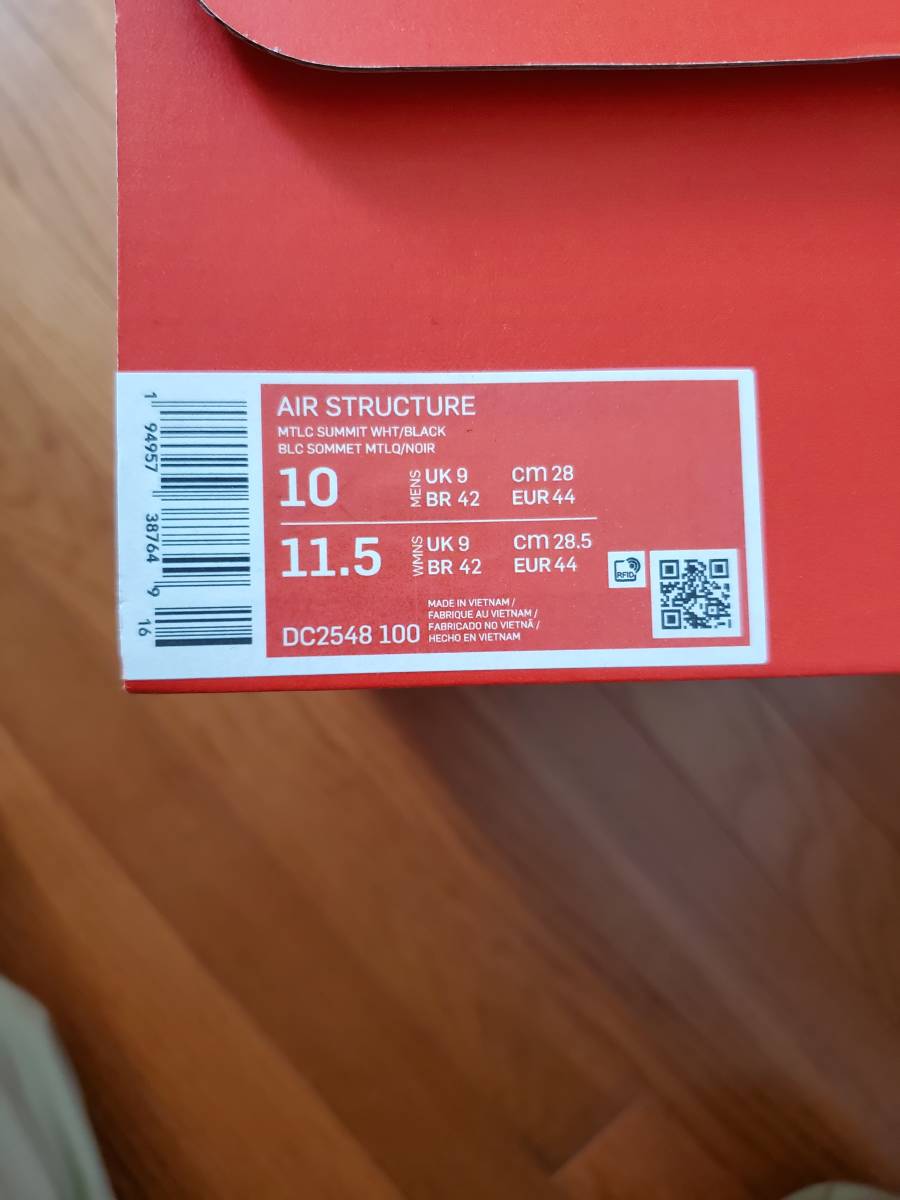 AIR STRUCTURE
MTLC SUMMIT WHT/BLACK
BLC SOMMET MTLQ/NOIR
10
MENS
UK 9
cm 28
BR 42
EUR 44
11.5
WMNS
UK 9
cm 28.5
BR 42
EUR 44
RFID
DC2548 100
MADE IN VIETNAM /
FABRIQUE AU VIETNAM /
FABRICADO NO VIETNÃ /
HECHO EN VIETNAM
1 94957 38764 9 16